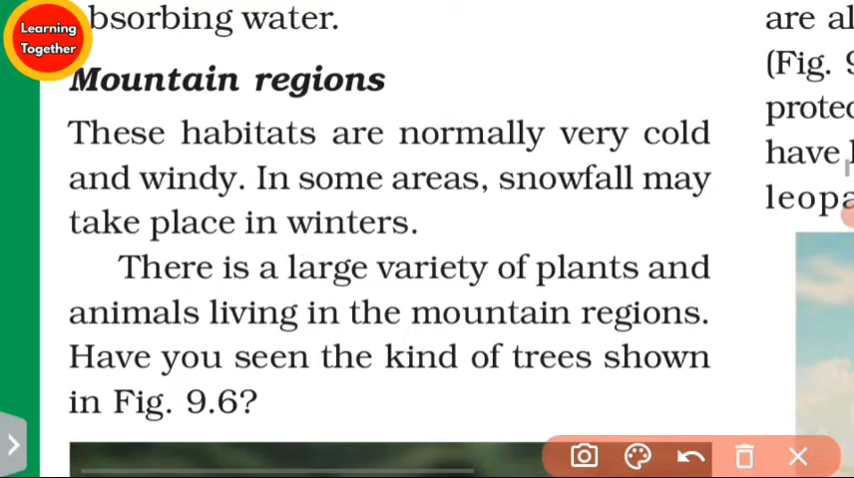 Learning
Together
bsorbing water.
Mountain regions
These habitats are normally very cold
and windy. In some areas, snowfall may
take place in winters.
There is a large variety of plants and
animals living in the mountain regions.
Have you seen the kind of trees shown
in Fig. 9.6?
are al
(Fig. 9
protec
have
leopa